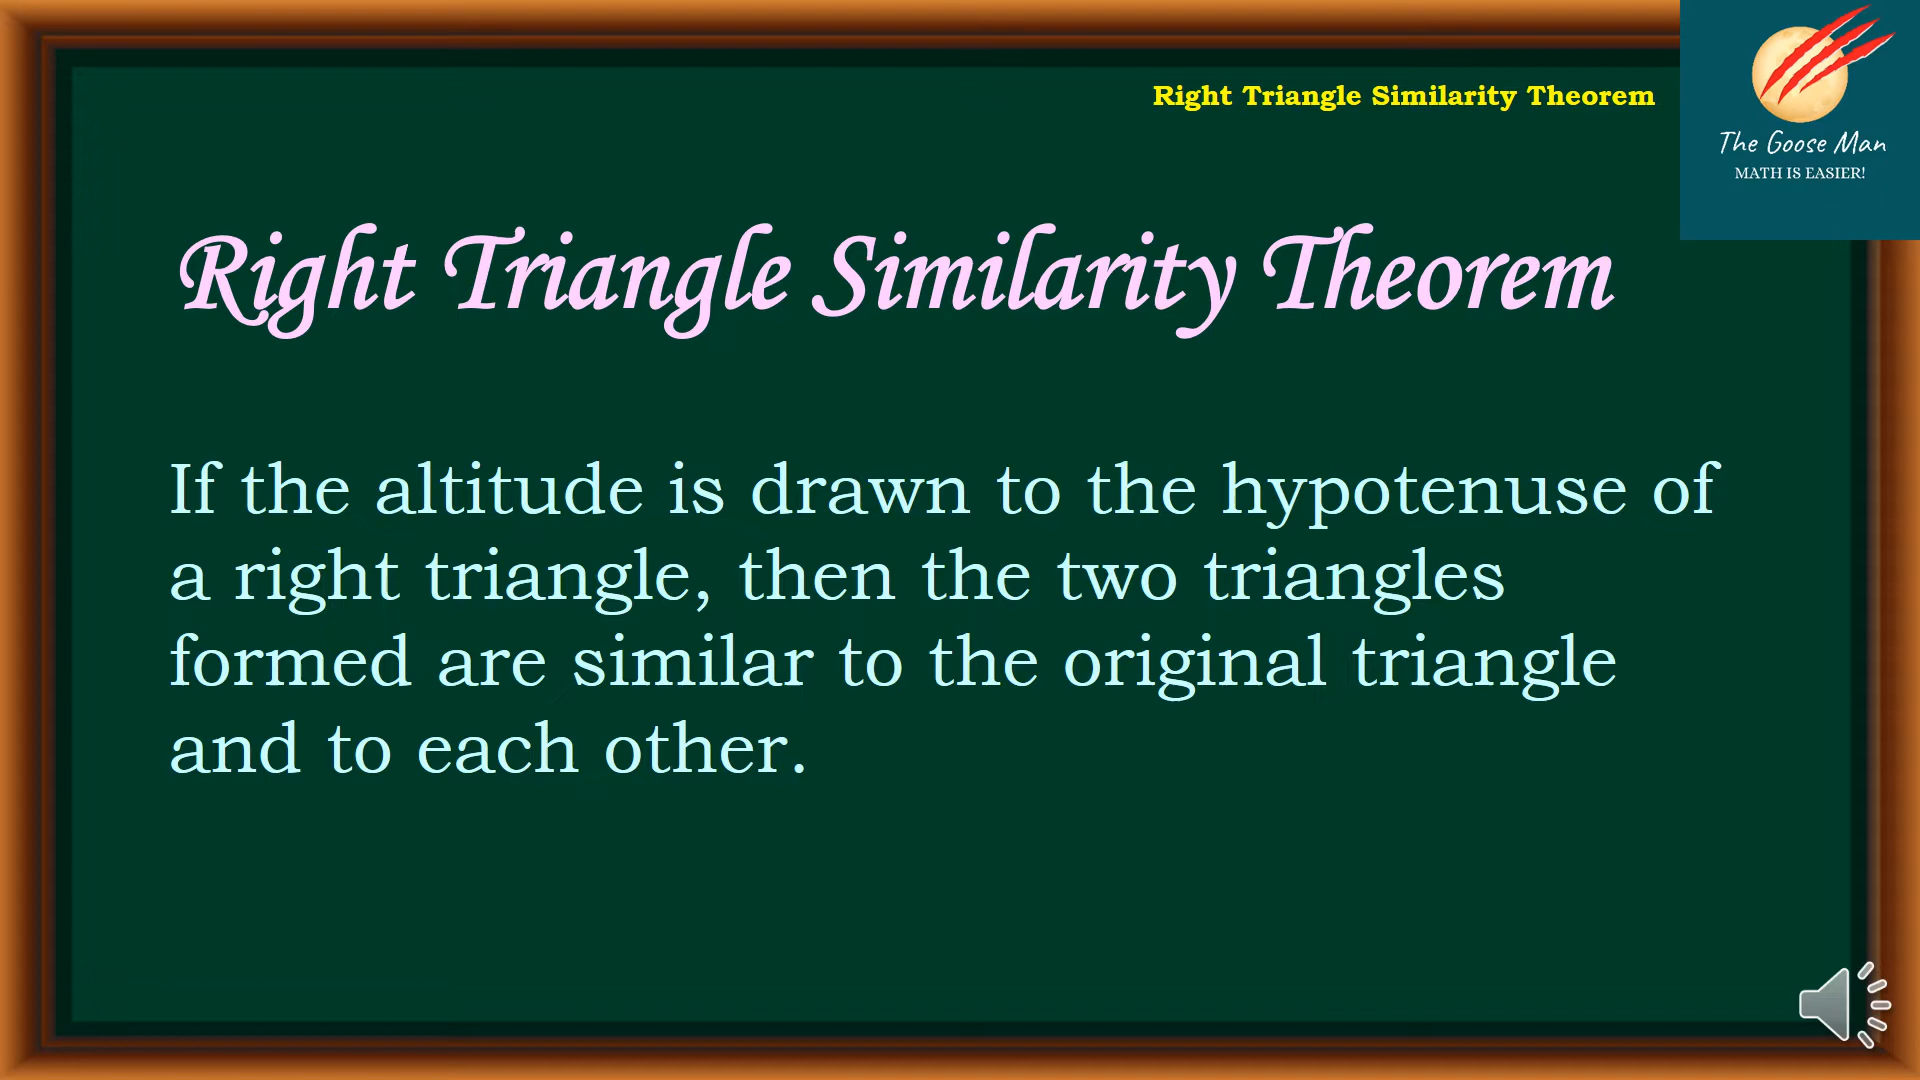 Right Triangle Similarity Theorem
The Goose Man
MATH IS EASIER!
Right Triangle Similarity Theorem
If the altitude is drawn to the hypotenuse of
a right triangle, then the two triangles
formed are similar to the original triangle
and to each other.